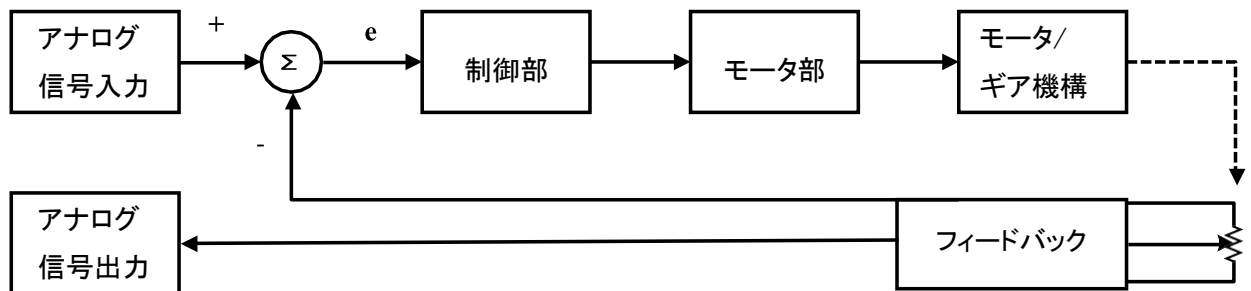 アナログ
信号入力
+
Σ
-
e
制御部
モータ部
モータ/
ギア機構
アナログ
信号出力
フィードバック